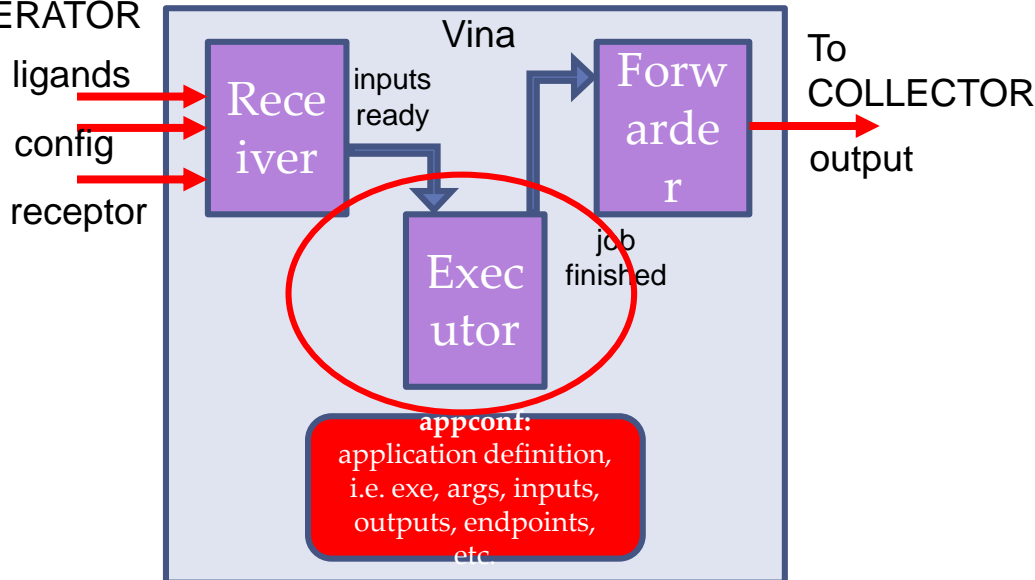 ERATOR
ligands
config
receptor
Vina
Rece
iver
inputs
ready
Exec
utor
job
finished
Forw
arde
r
To
COLLECTOR
output
appconf:
application definition,
i.e. exe, args, inputs,
outputs, endpoints,
etc.